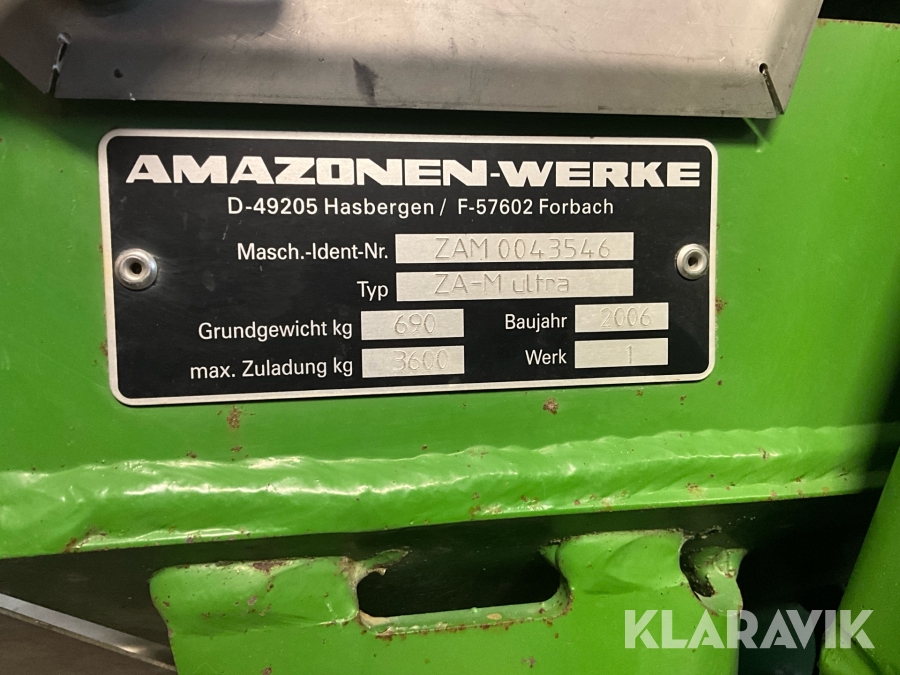 AMAZONEN-WERKE
D-49205 Hasbergen / F-57602 Forbach
Masch.-Ident-Nr. ZAM 0043546
Typ ZA-M ultra
Grundgewicht kg 690 Baujahr 2006
max. Zuladung kg 3600 Werk 1
KLARAVIK